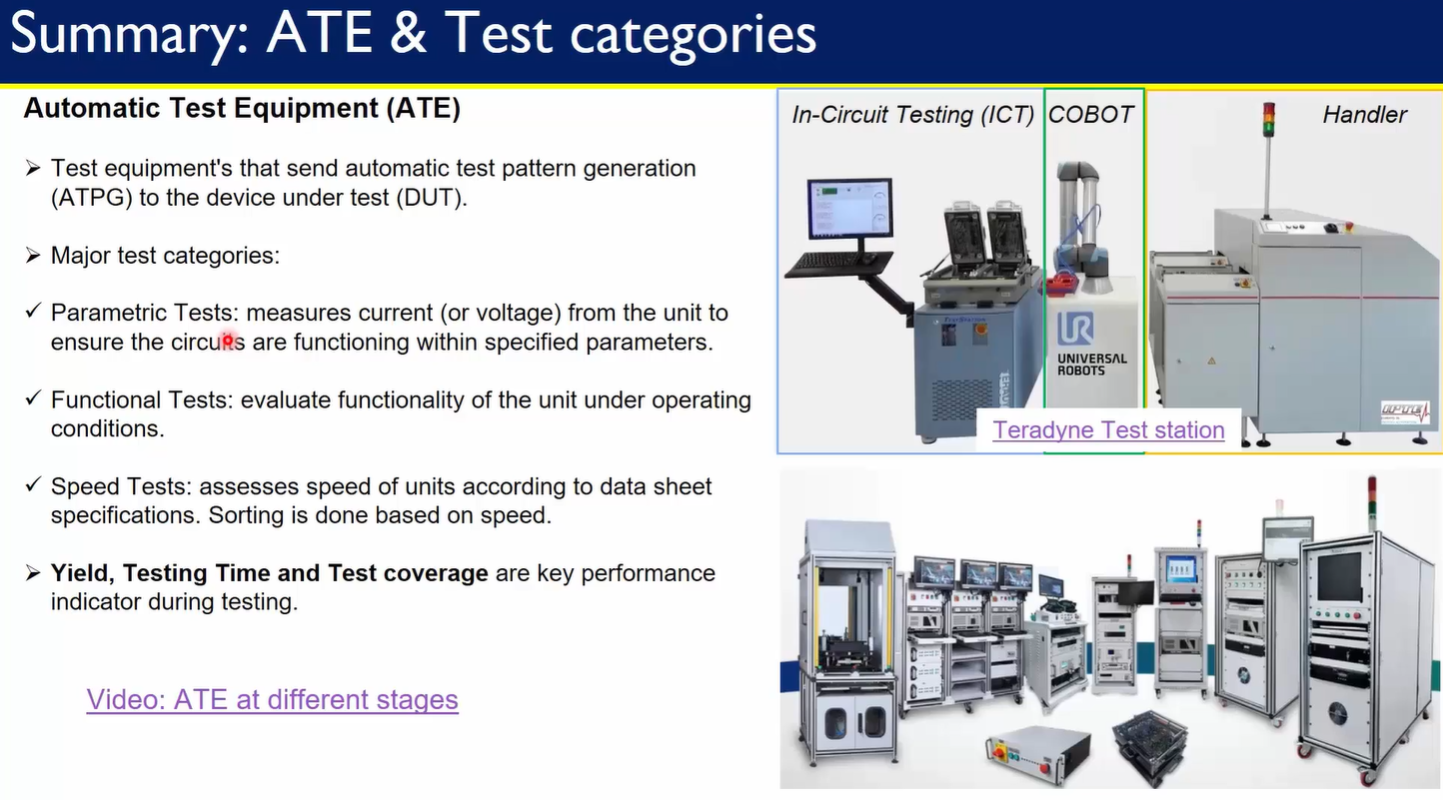 Summary: ATE & Test categories
Automatic Test Equipment (ATE)
➢ Test equipment's that send automatic test pattern generation
(ATPG) to the device under test (DUT).
➢ Major test categories:
✓ Parametric Tests: measures current (or voltage) from the unit to
ensure the circuits are functioning within specified parameters.
✓ Functional Tests: evaluate functionality of the unit under operating
conditions.
✓ Speed Tests: assesses speed of units according to data sheet
specifications. Sorting is done based on speed.
➢ Yield, Testing Time and Test coverage are key performance
indicator during testing.
Video: ATE at different stages
In-Circuit Testing (ICT)
COBOT
Handler
UR
UNIVERSAL
ROBOTS
Teradyne Test station